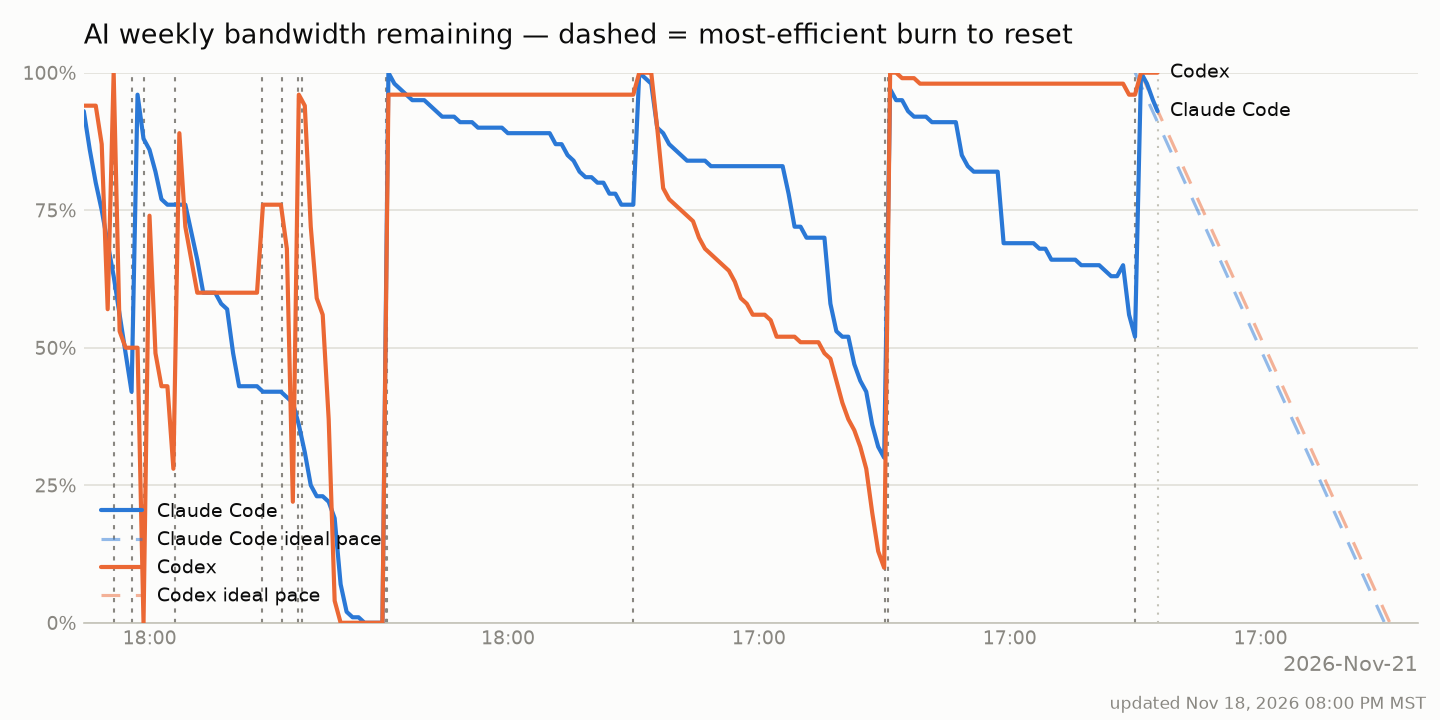 AI weekly bandwidth remaining — dashed = most-efficient burn to reset
100%
75%
50%
25%
0%
Codex
Claude Code
Claude Code
Claude Code ideal pace
Codex
Codex ideal pace
18:00
18:00
17:00
17:00
17:00
2026-Nov-21
updated Nov 18, 2026 08:00 PM MST